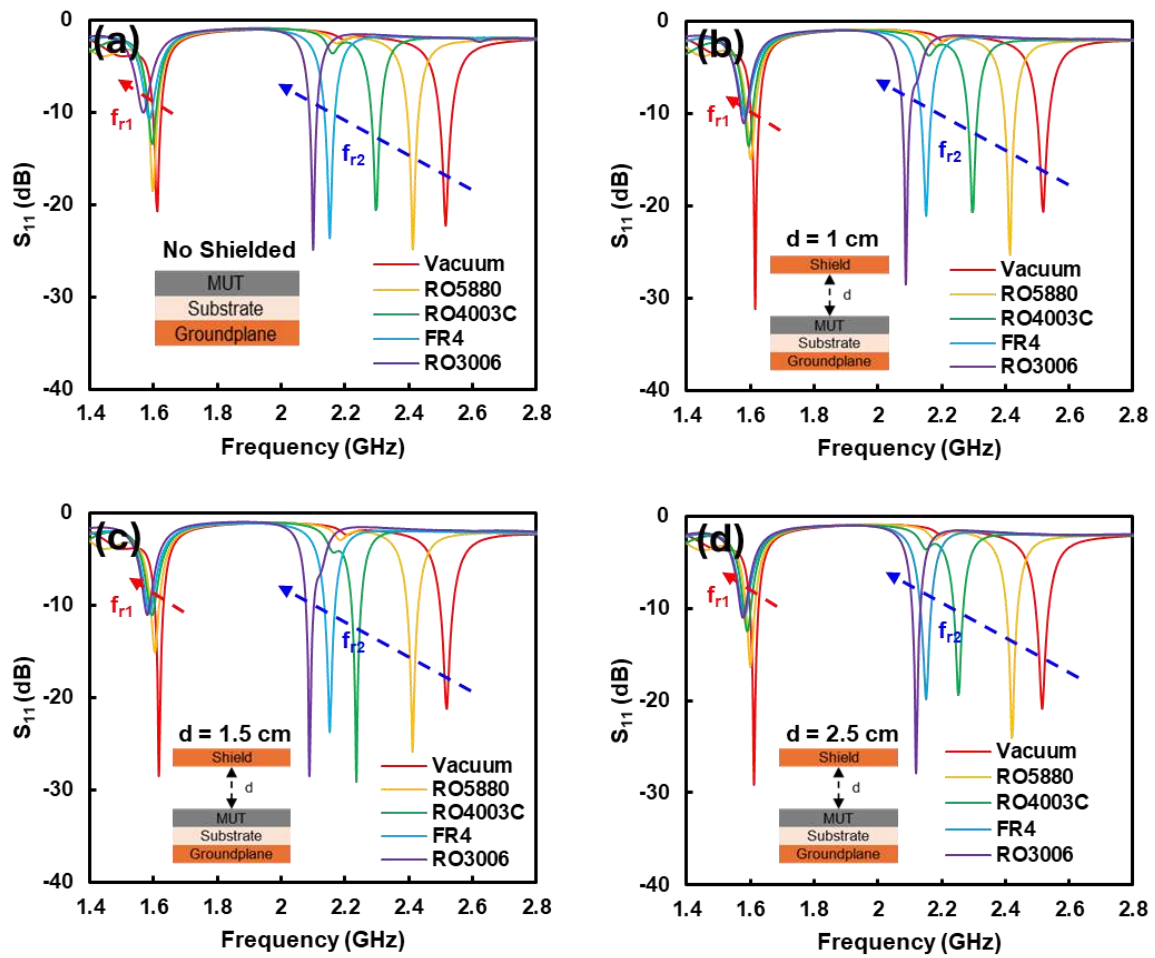 (a)
S11 (dB)
0
-10
-20
-30
-40
fr1
fr2
No Shielded
MUT
Substrate
Groundplane
Vacuum
RO5880
RO4003C
FR4
RO3006
1.4 1.6 1.8 2 2.2 2.4 2.6 2.8
Frequency (GHz)
(b)
S11 (dB)
0
-10
-20
-30
-40
fr1
fr2
d = 1 cm
Shield
d
MUT
Substrate
Groundplane
Vacuum
RO5880
RO4003C
FR4
RO3006
1.4 1.6 1.8 2 2.2 2.4 2.6 2.8
Frequency (GHz)
(c)
S11 (dB)
0
-10
-20
-30
-40
fr1
fr2
d = 1.5 cm
Shield
d
MUT
Substrate
Groundplane
Vacuum
RO5880
RO4003C
FR4
RO3006
1.4 1.6 1.8 2 2.2 2.4 2.6 2.8
Frequency (GHz)
(d)
S11 (dB)
0
-10
-20
-30
-40
fr1
fr2
d = 2.5 cm
Shield
d
MUT
Substrate
Groundplane
Vacuum
RO5880
RO4003C
FR4
RO3006
1.4 1.6 1.8 2 2.2 2.4 2.6 2.8
Frequency (GHz)